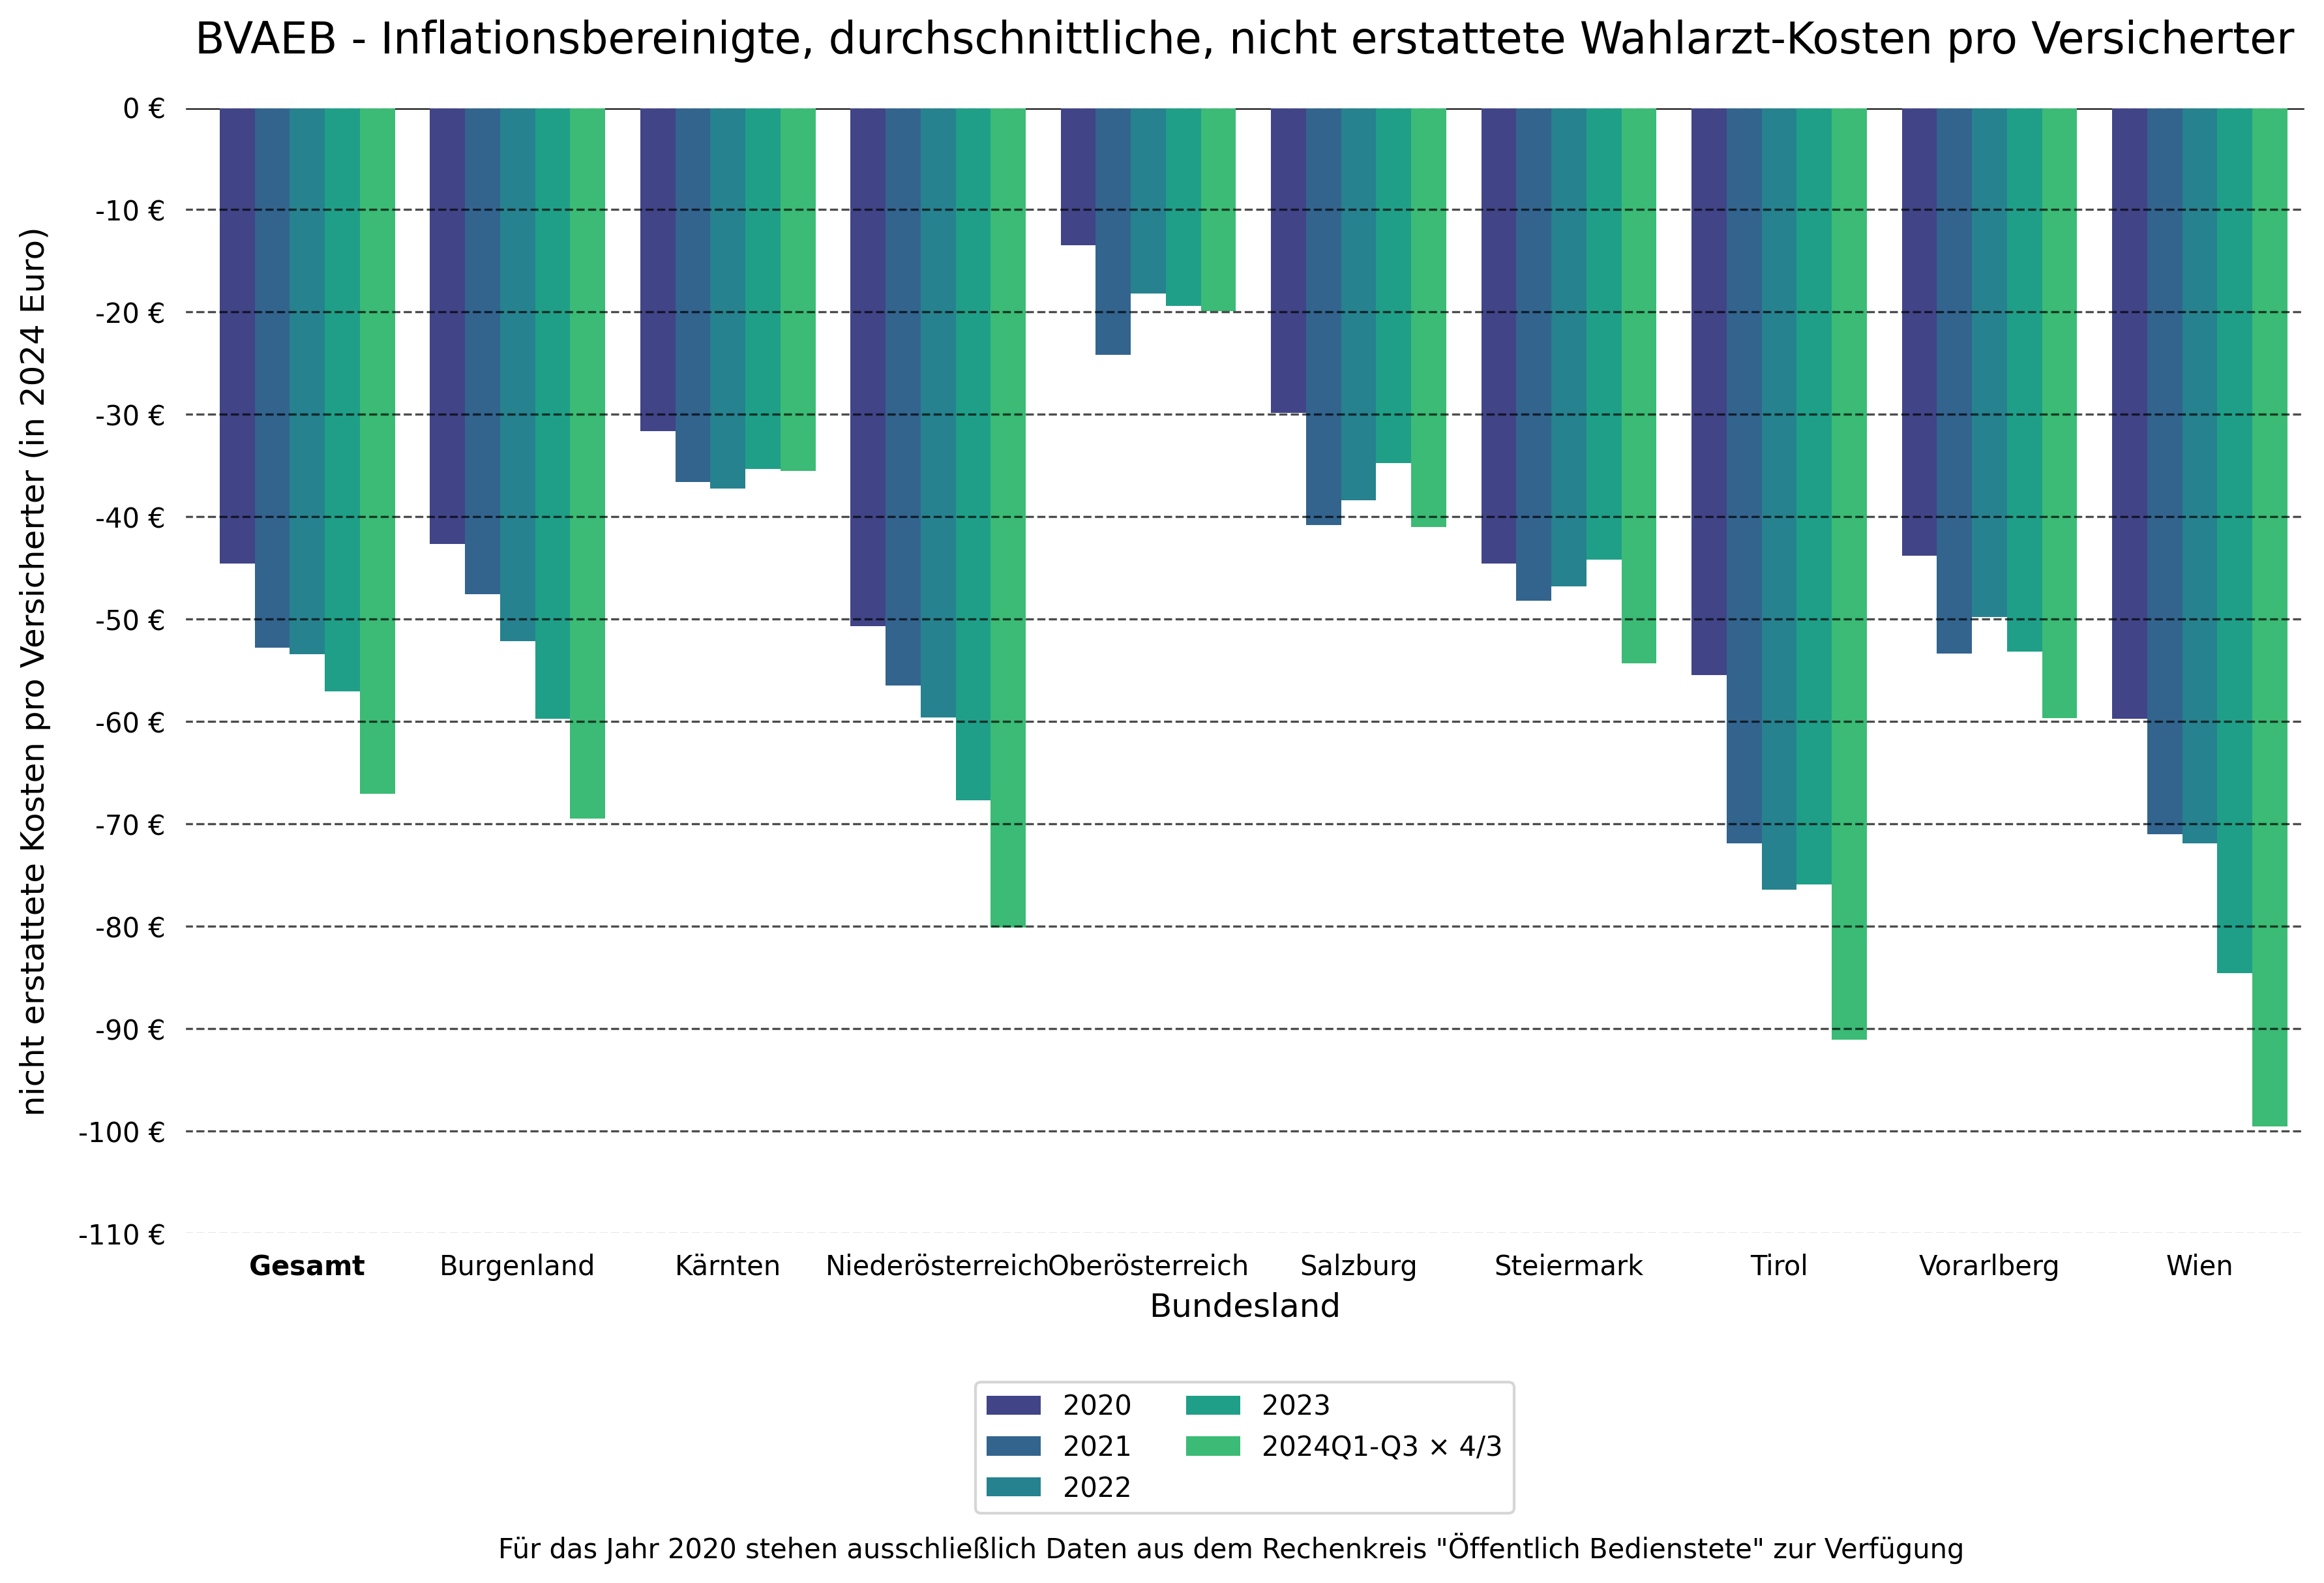 BVAEB - Inflationsbereinigte, durchschnittliche, nicht erstattete Wahlarzt-Kosten pro Versicherter
nicht erstattete Kosten pro Versicherter (in 2024 Euro)
0 €
-10 €
-20 €
-30 €
-40 €
-50 €
-60 €
-70 €
-80 €
-90 €
-100 €
-110 €
Gesamt Burgenland Kärnten Niederösterreich Oberösterreich Salzburg Steiermark Tirol Vorarlberg Wien
Bundesland
2020 2023
2021 2024Q1-Q3 × 4/3
2022
Für das Jahr 2020 stehen ausschließlich Daten aus dem Rechenkreis "Öffentlich Bedienstete" zur Verfügung